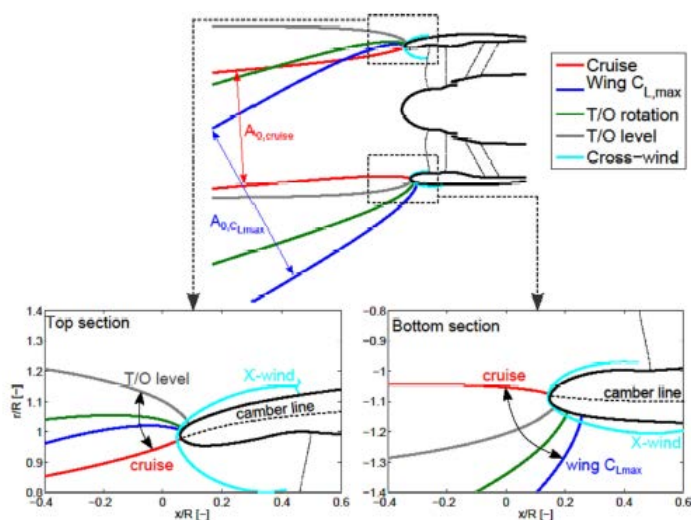 Cruise
Wing C_L,max
T/O rotation
T/O level
Cross-wind
A_0,cruise
A_0,C_Lmax
Top section
T/O level
X-wind
camber line
cruise
r/R [-]
1.4
1.3
1.2
1.1
1
0.9
0.8
-0.4
-0.2
0
0.2
0.4
0.6
x/R [-]
Bottom section
cruise
camber line
X-wind
wing C_Lmax
-0.8
-0.9
-1
-1.1
-1.2
-1.3
-1.4
-0.4
-0.2
0
0.2
0.4
0.6
x/R [-]